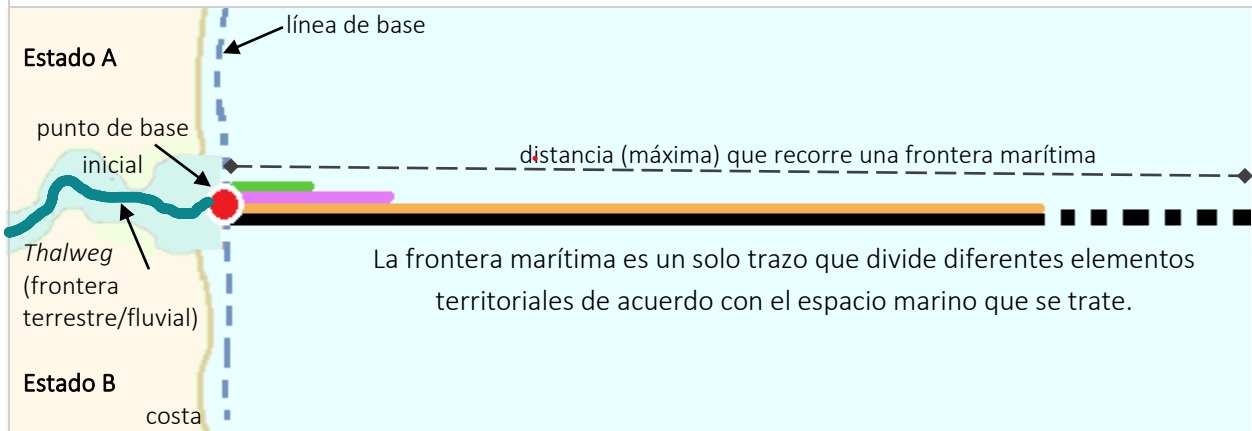 línea de base
Estado A
punto de base
inicial
distancia (máxima) que recorre una frontera marítima
Thalweg
(frontera
terrestre/fluvial)
La frontera marítima es un solo trazo que divide diferentes elementos
territoriales de acuerdo con el espacio marino que se trate.
Estado B
costa